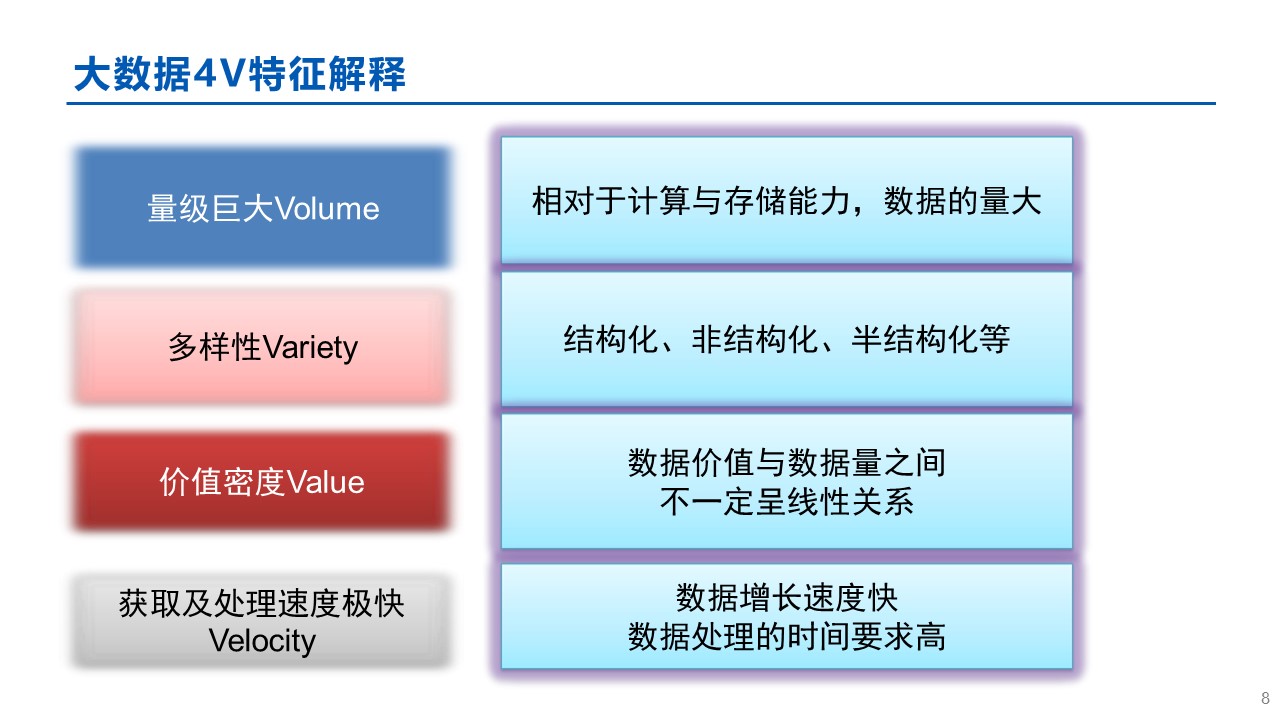 大数据4V特征解释
量级巨大Volume
相对于计算与存储能力，数据的量大
多样性Variety
结构化、非结构化、半结构化等
价值密度Value
数据价值与数据量之间
不一定呈线性关系
获取及处理速度极快
Velocity
数据增长速度快
数据处理的时间要求高
8